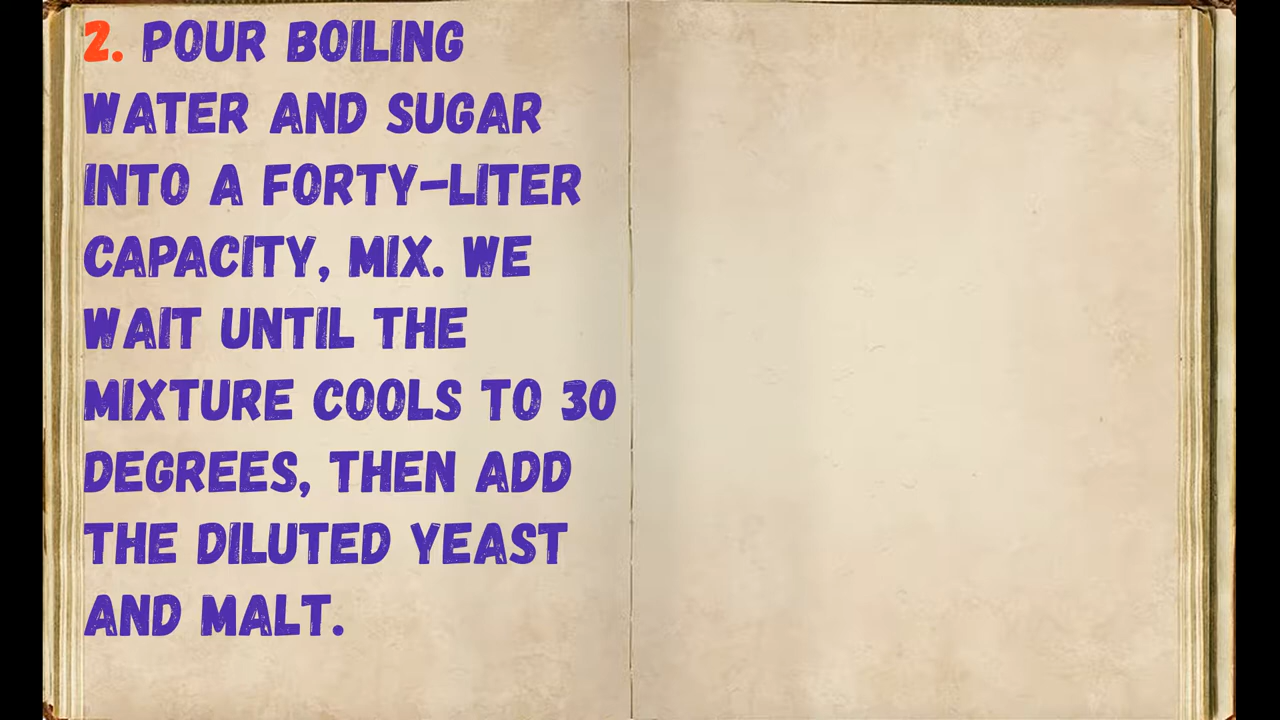 2. POUR BOILING
WATER AND SUGAR
INTO A FORTY-LITER
CAPACITY, MIX. WE
WAIT UNTIL THE
MIXTURE COOLS TO 30
DEGREES, THEN ADD
THE DILUTED YEAST
AND MALT.